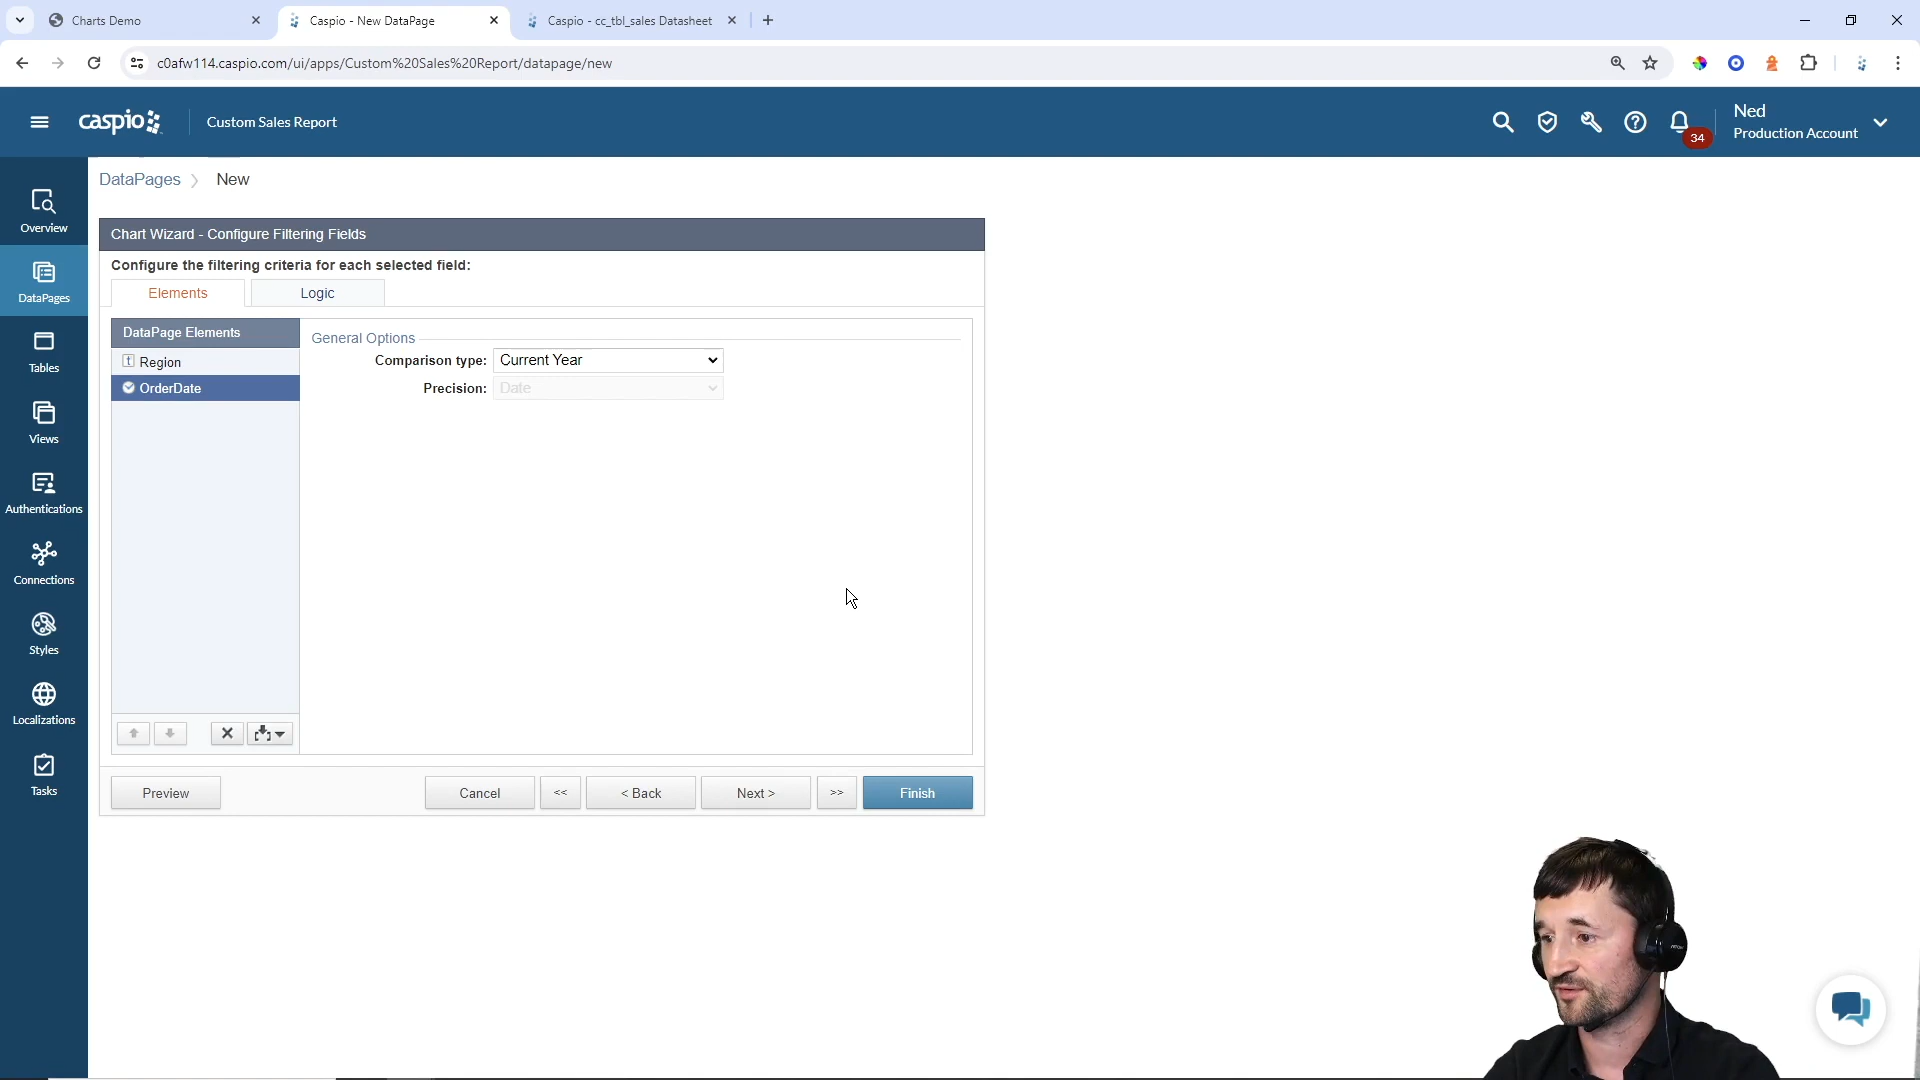 Charts Demo
Caspio - New DataPage
Caspio - cc_tbl_sales Datasheet
c0afw114.caspio.com/ui/apps/Custom%20Sales%20Report/datapage/new
caspio
Custom Sales Report
34
Ned
Production Account
Overview
DataPages
Tables
Views
Authentications
Connections
Styles
Localizations
Tasks
DataPages
New
Chart Wizard - Configure Filtering Fields
Configure the filtering criteria for each selected field:
Elements
Logic
DataPage Elements
Region
OrderDate
General Options
Comparison type:
Current Year
Precision:
Date
Preview
Cancel
<<
< Back
Next >
>>
Finish